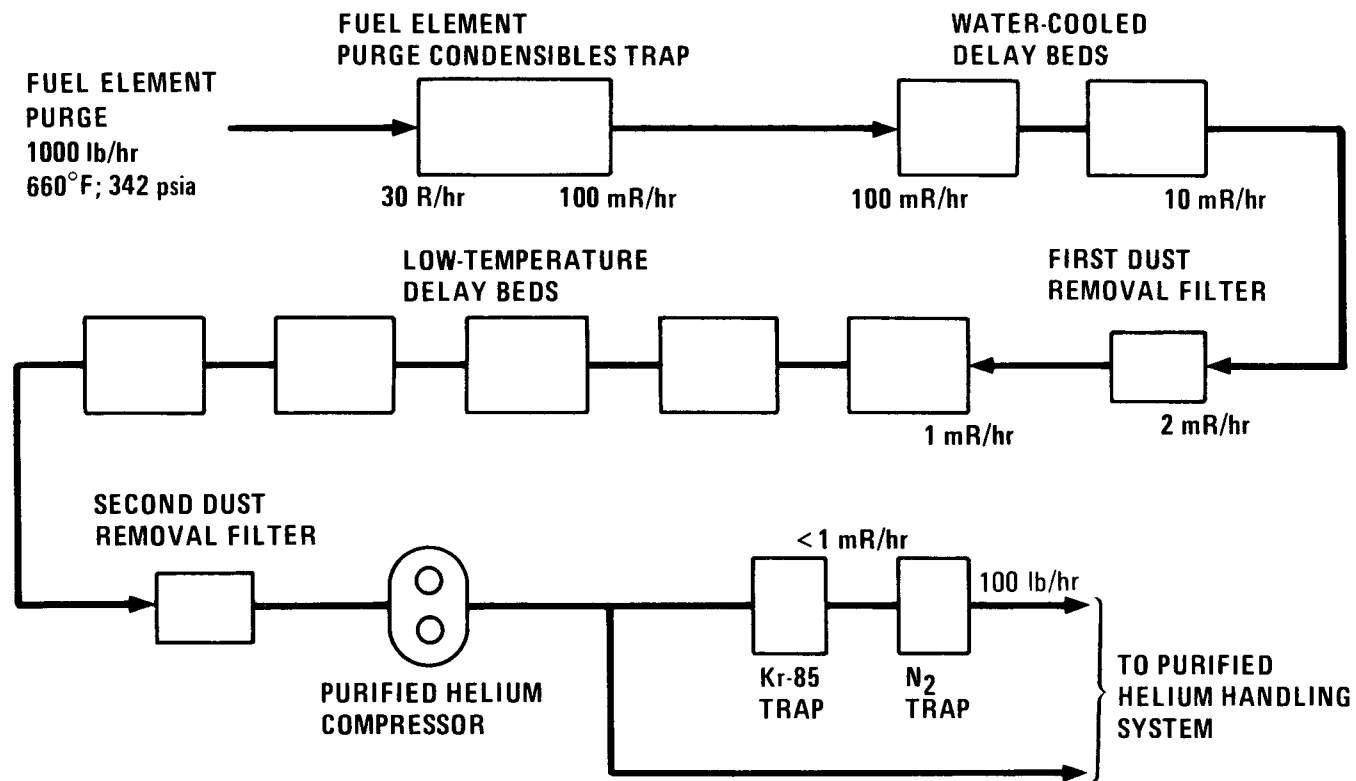 FUEL ELEMENT
PURGE
1000 lb/hr
660°F; 342 psia
FUEL ELEMENT
PURGE CONDENSIBLES TRAP
30 R/hr
100 mR/hr
WATER-COOLED
DELAY BEDS
100 mR/hr
10 mR/hr
LOW-TEMPERATURE
DELAY BEDS
FIRST DUST
REMOVAL FILTER
1 mR/hr
2 mR/hr
SECOND DUST
REMOVAL FILTER
PURIFIED HELIUM
COMPRESSOR
<1 mR/hr
Kr-85
TRAP
N2
TRAP
100 lb/hr
TO PURIFIED
HELIUM HANDLING
SYSTEM